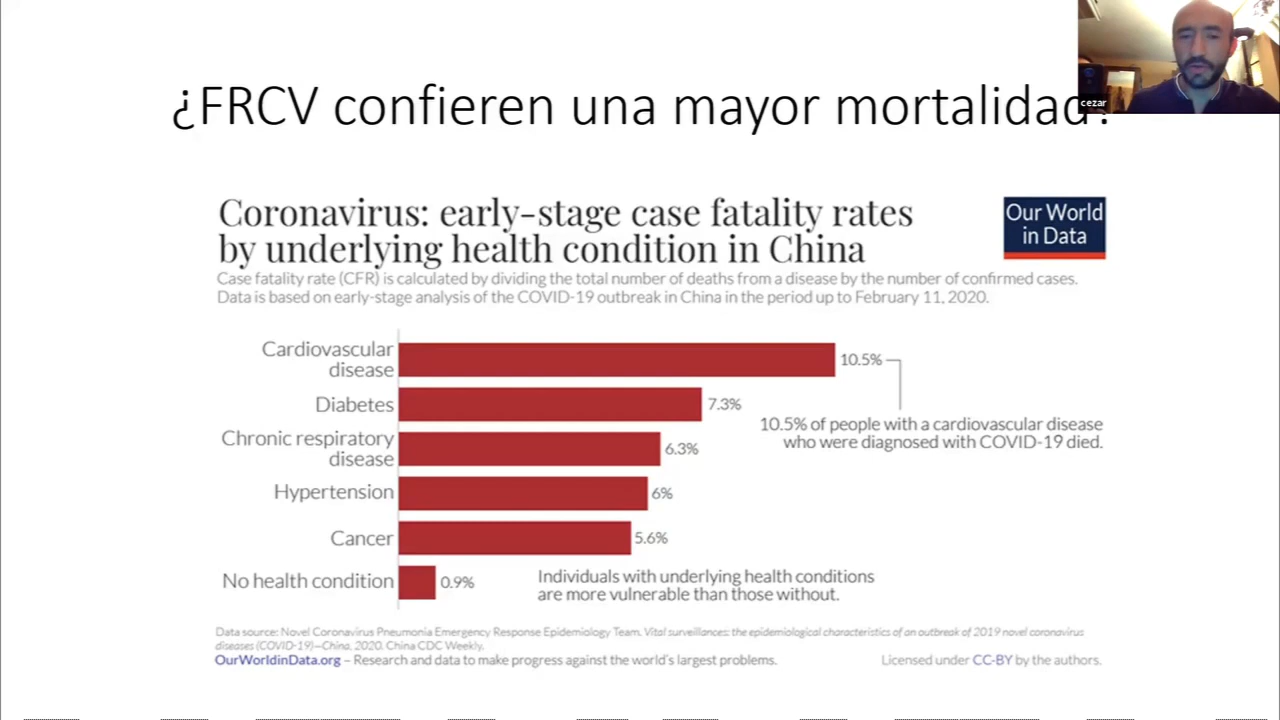 ¿FRCV confieren una mayor mortalidad?
cezar
Coronavirus: early-stage case fatality rates
by underlying health condition in China
Our World
in Data
Case fatality rate (CFR) is calculated by dividing the total number of deaths from a disease by the number of confirmed cases.
Data is based on early-stage analysis of the COVID-19 outbreak in China in the period up to February 11, 2020.
Cardiovascular
disease
10.5%
Diabetes
7.3%
10.5% of people with a cardiovascular disease
who were diagnosed with COVID-19 died.
Chronic respiratory
disease
6.3%
Hypertension
6%
Cancer
5.6%
No health condition
0.9%
Individuals with underlying health conditions
are more vulnerable than those without.
Data source: Novel Coronavirus Pneumonia Emergency Response Epidemiology Team. Vital surveillances: the epidemiological characteristics of an outbreak of 2019 novel coronavirus
diseases (COVID-19)—China, 2020. China CDC Weekly.
OurWorldinData.org – Research and data to make progress against the world's largest problems.
Licensed under CC-BY by the authors.